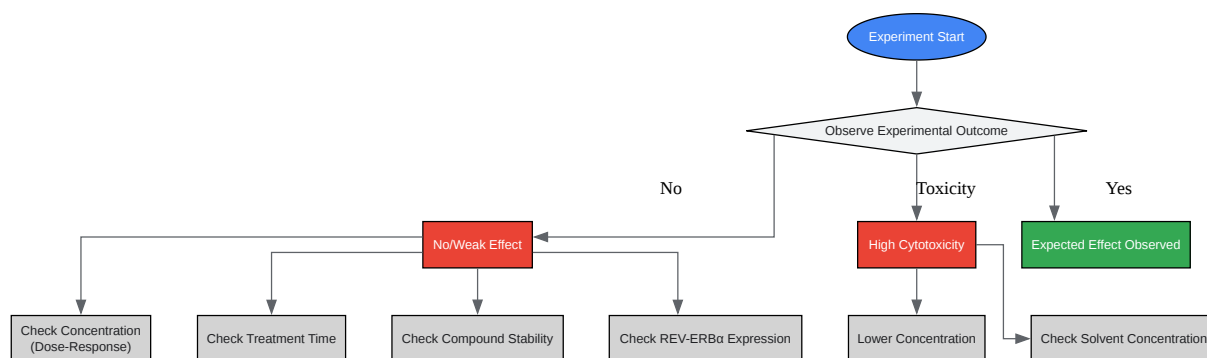 Experiment Start
Observe Experimental Outcome
No
Toxicity
Yes
No/Weak Effect
High Cytotoxicity
Expected Effect Observed
Check Concentration
(Dose-Response)
Check Treatment Time
Check Compound Stability
Check REV-ERBα Expression
Lower Concentration
Check Solvent Concentration